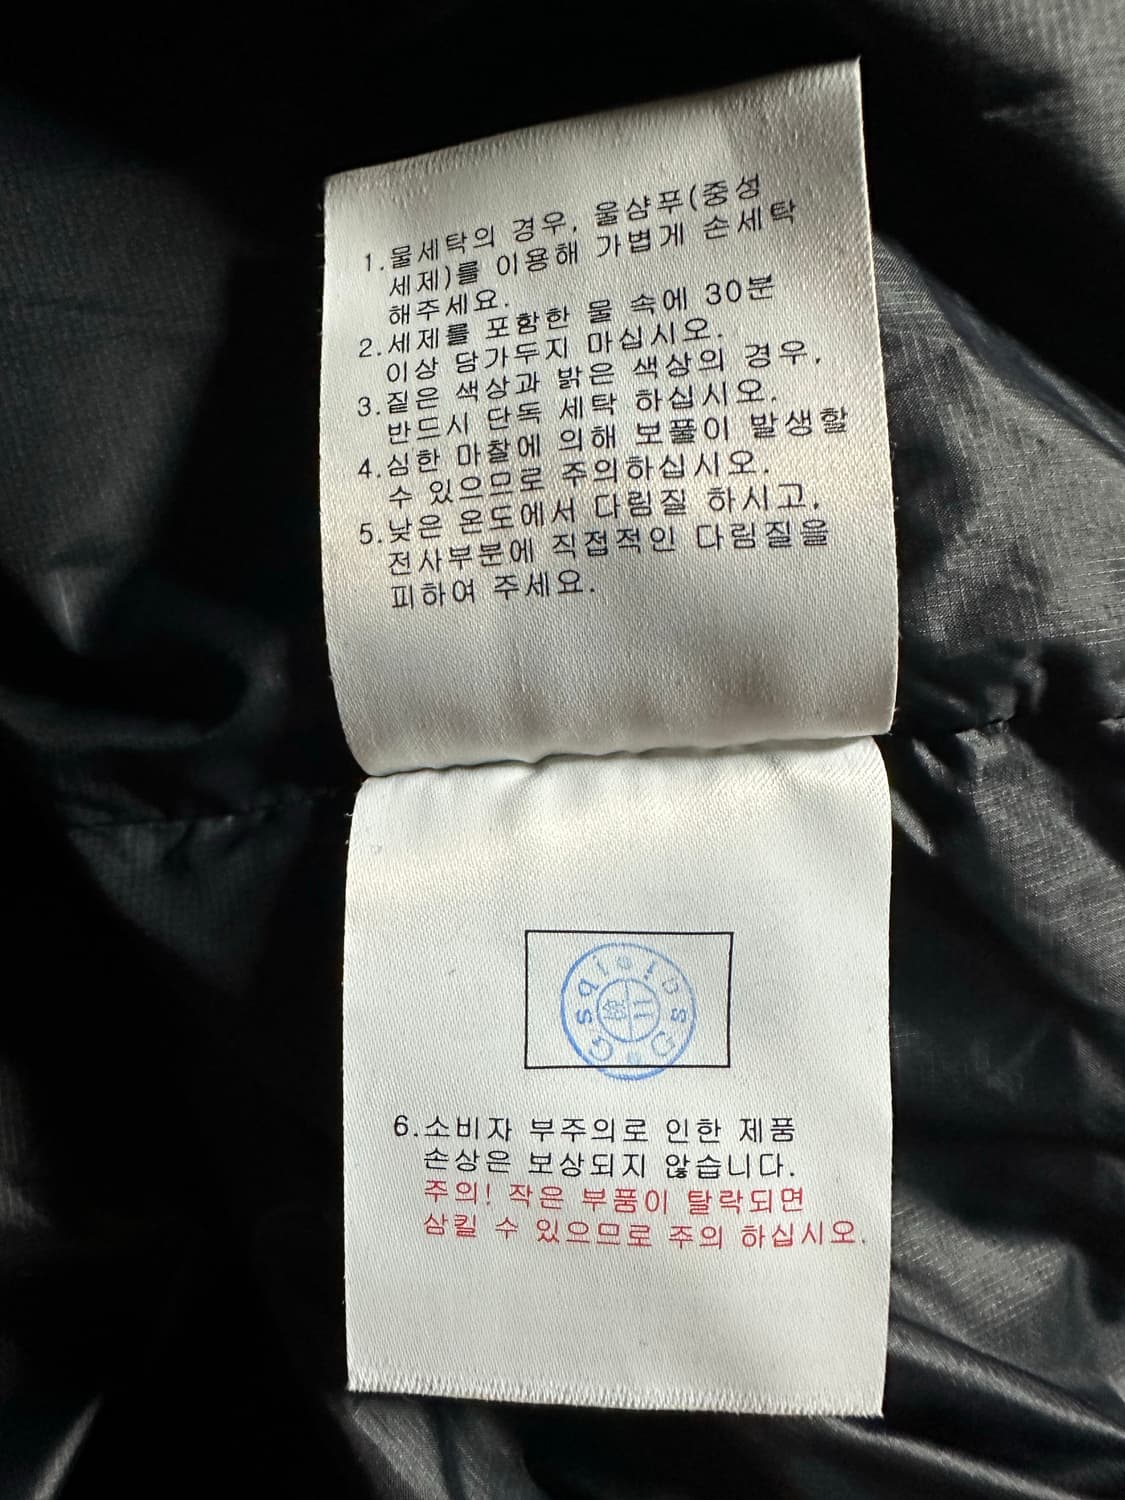 1.물세탁의 경우, 울샴푸(중성
세제)를 이용해 가볍게 손세탁
해주세요.
2.세제를 포함한 물 속에 30분
이상 담가두지 마십시오.
3.짙은 색상과 밝은 색상의 경우,
반드시 단독 세탁 하십시오.
4.심한 마찰에 의해 보풀이 발생할
수 있으므로 주의하십시오.
5.낮은 온도에서 다림질 하시고,
전사부분에 직접적인 다림질을
피하여 주세요.
6.소비자 부주의로 인한 제품
손상은 보상되지 않습니다.
주의! 작은 부품이 탈락되면
삼킬 수 있으므로 주의 하십시오.